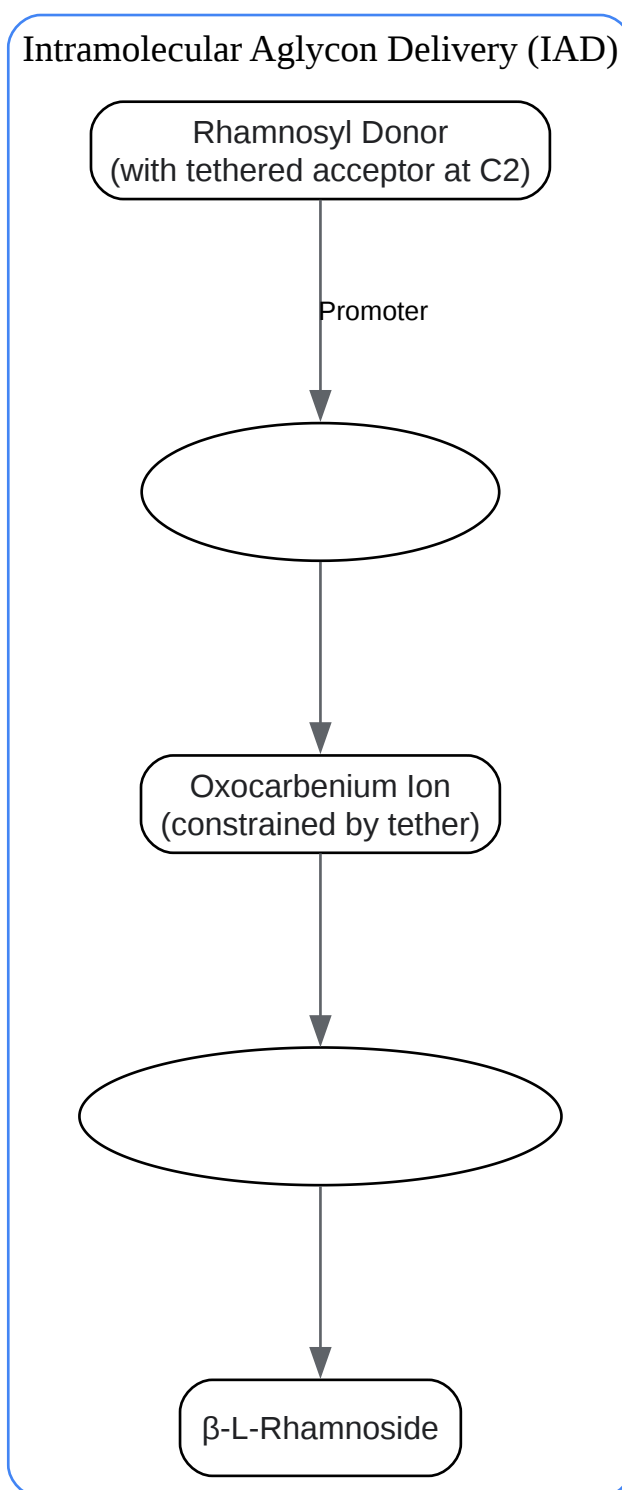 Intramolecular Aglycon Delivery (IAD)
Rhamnosyl Donor
(with tethered acceptor at C2)
Promoter
Oxocarbenium Ion
(constrained by tether)
β-L-Rhamnoside